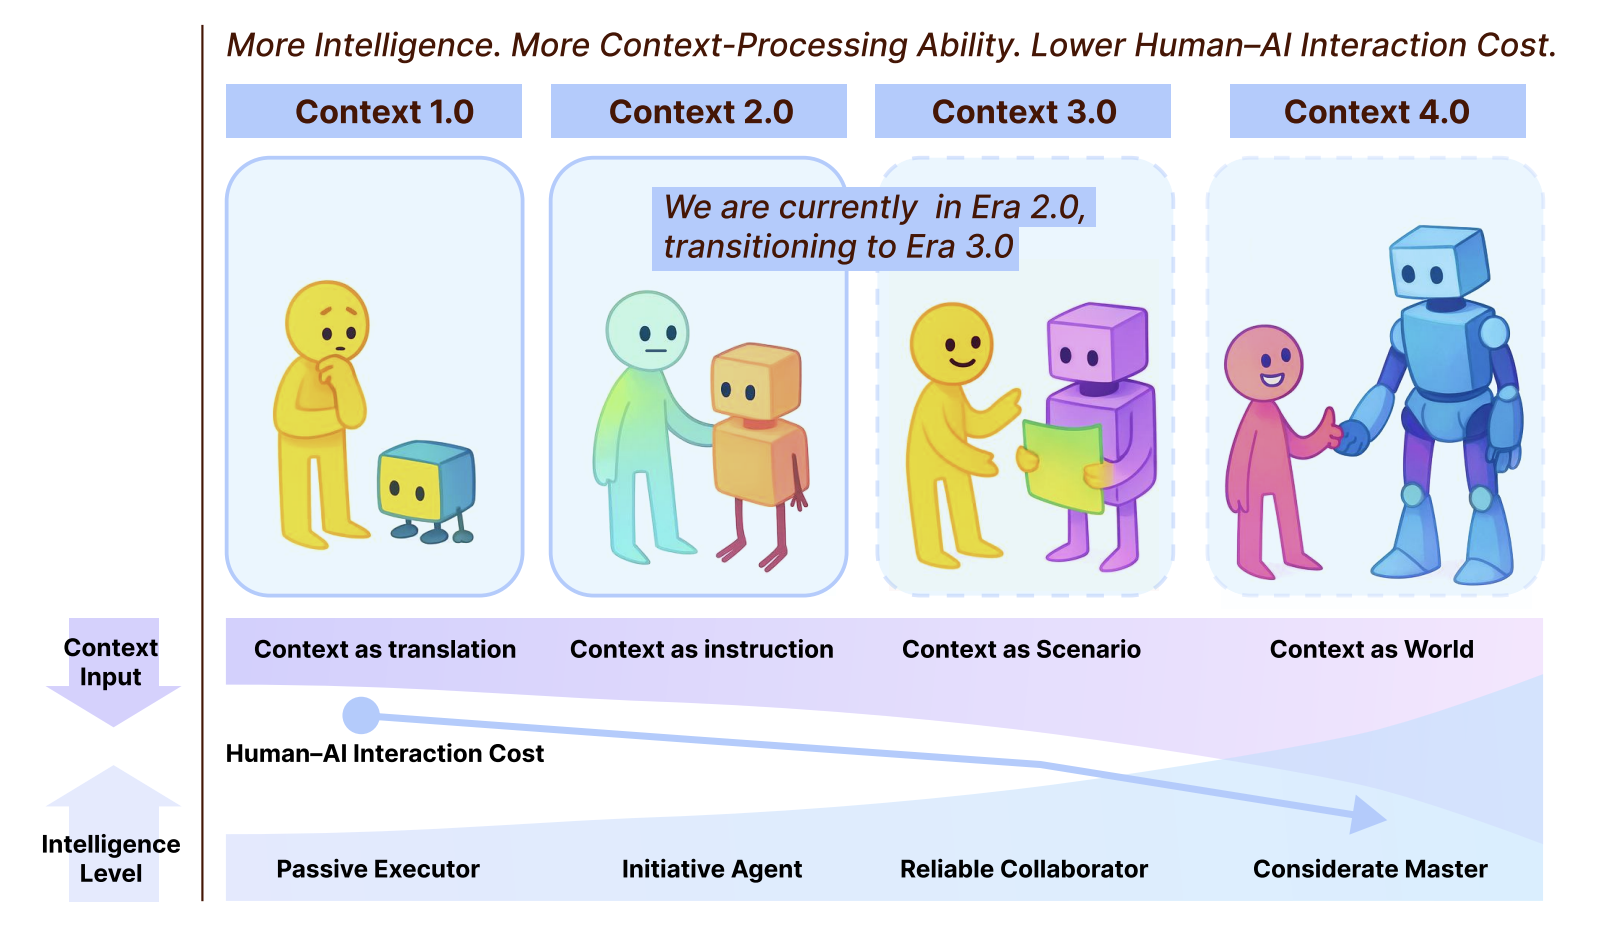 More Intelligence. More Context-Processing Ability. Lower Human–AI Interaction Cost.
Context 1.0
Context 2.0
Context 3.0
Context 4.0
We are currently  in Era 2.0,
transitioning to Era 3.0
Context
Input
Context as translation
Context as instruction
Context as Scenario
Context as World
Human–AI Interaction Cost
Intelligence
Level
Passive Executor
Initiative Agent
Reliable Collaborator
Considerate Master